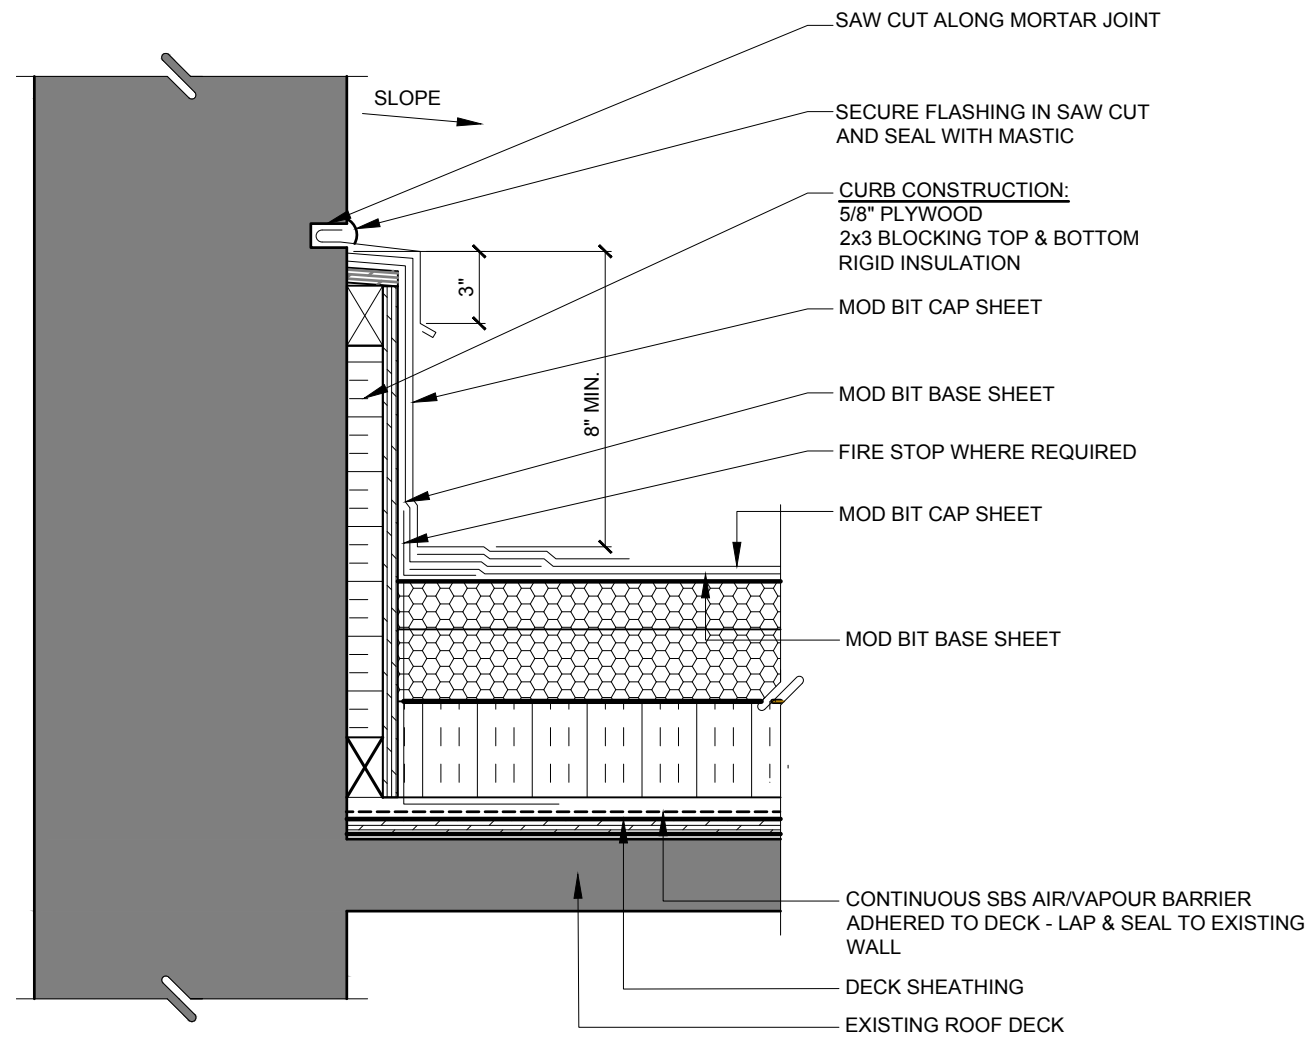 SAW CUT ALONG MORTAR JOINT
SLOPE
SECURE FLASHING IN SAW CUT
AND SEAL WITH MASTIC
CURB CONSTRUCTION:
5/8" PLYWOOD
2x3 BLOCKING TOP & BOTTOM
RIGID INSULATION
3"
MOD BIT CAP SHEET
8" MIN.
MOD BIT BASE SHEET
FIRE STOP WHERE REQUIRED
MOD BIT CAP SHEET
MOD BIT BASE SHEET
CONTINUOUS SBS AIR/VAPOUR BARRIER
ADHERED TO DECK - LAP & SEAL TO EXISTING
WALL
DECK SHEATHING
EXISTING ROOF DECK